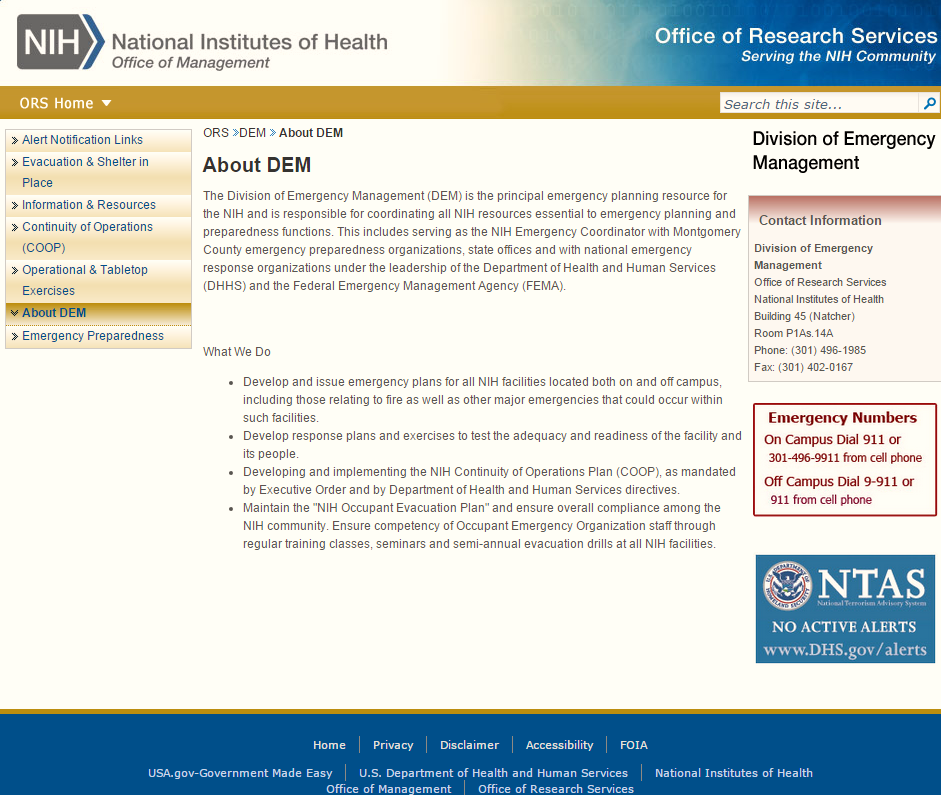 NIH
National Institutes of Health
Office of Management
Office of Research Services
Serving the NIH Community
ORS Home
Search this site...
Alert Notification Links
Evacuation & Shelter in
Place
Information & Resources
Continuity of Operations
(COOP)
Operational & Tabletop
Exercises
About DEM
Emergency Preparedness
ORS » DEM » About DEM
About DEM
The Division of Emergency Management (DEM) is the principal emergency planning resource for
the NIH and is responsible for coordinating all NIH resources essential to emergency planning and
preparedness functions. This includes serving as the NIH Emergency Coordinator with Montgomery
County emergency preparedness organizations, state offices and with national emergency
response organizations under the leadership of the Department of Health and Human Services
(DHHS) and the Federal Emergency Management Agency (FEMA).
What We Do
• Develop and issue emergency plans for all NIH facilities located both on and off campus,
including those relating to fire as well as other major emergencies that could occur within
such facilities.
• Develop response plans and exercises to test the adequacy and readiness of the facility and
its people.
• Developing and implementing the NIH Continuity of Operations Plan (COOP), as mandated
by Executive Order and by Department of Health and Human Services directives.
• Maintain the "NIH Occupant Evacuation Plan" and ensure overall compliance among the
NIH community. Ensure competency of Occupant Emergency Organization staff through
regular training classes, seminars and semi-annual evacuation drills at all NIH facilities.
Division of Emergency
Management
Contact Information
Division of Emergency
Management
Office of Research Services
National Institutes of Health
Building 45 (Natcher)
Room P1As.14A
Phone: (301) 496-1985
Fax: (301) 402-0167
Emergency Numbers
On Campus Dial 911 or
301-496-9911 from cell phone
Off Campus Dial 9-911 or
911 from cell phone
NTAS
National Terrorism Advisory System
NO ACTIVE ALERTS
www.DHS.gov/alerts
Home | Privacy | Disclaimer | Accessibility | FOIA
USA.gov-Government Made Easy | U.S. Department of Health and Human Services | National Institutes of Health
Office of Management | Office of Research Services